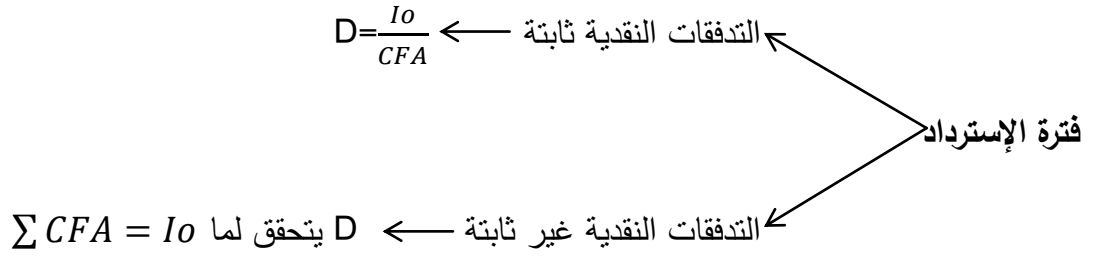 التدفقات النقدية ثابتة ← D=Io/CFA
فترة الإسترداد
التدفقات النقدية غير ثابتة ← D يتحقق لما ∑CFA = Io